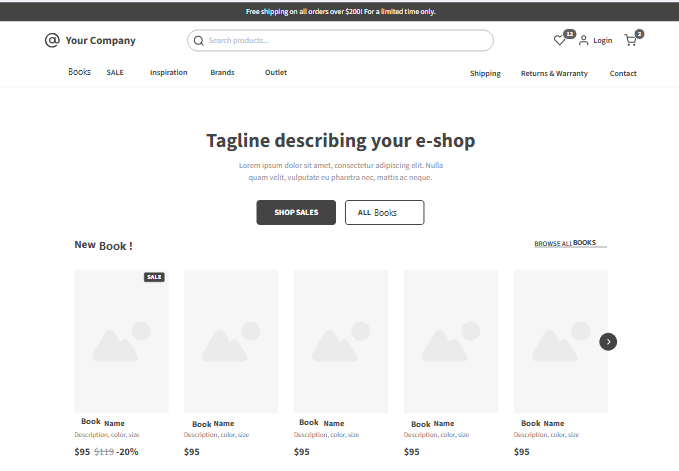 Free shipping on all orders over $200! For a limited time only.
@ Your Company
Search products...
12
Login
2
Books SALE Inspiration Brands Outlet
Shipping Returns & Warranty Contact
Tagline describing your e-shop
Lorem ipsum dolor sit amet, consectetur adipiscing elit. Nulla
quam velit, vulputate eu pharetra nec, mattis ac neque.
SHOP SALES
ALL Books
New Book !
BROWSE ALL BOOKS
SALE
Book Name
Description, color, size
$95 $119 -20%
Book Name
Description, color, size
$95
Book Name
Description, color, size
$95
Book Name
Description, color, size
$95
Book Name
Description, color, size
$95